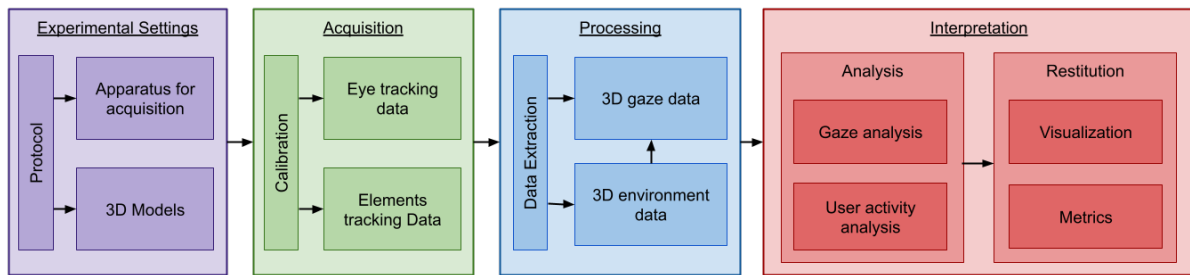 Experimental Settings
Protocol
Apparatus for
acquisition
3D Models
Acquisition
Calibration
Eye tracking
data
Elements
tracking Data
Processing
Data Extraction
3D gaze data
3D environment
data
Interpretation
Analysis
Gaze analysis
User activity
analysis
Restitution
Visualization
Metrics